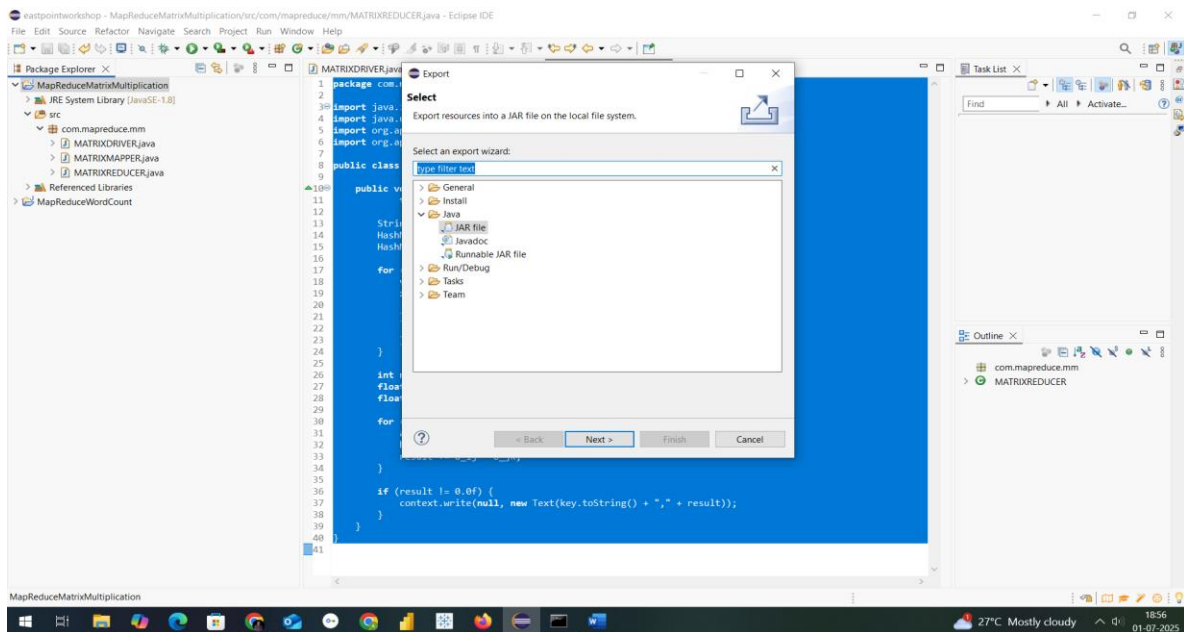 eastpointworkshop - MapReduceMatrixMultiplication/src/com/mapreduce/mm/MATRIXREDUCER.java - Eclipse IDE
File Edit Source Refactor Navigate Search Project Run Window Help
Package Explorer
MapReduceMatrixMultiplication
JRE System Library [JavaSE-1.8]
src
com.mapreduce.mm
MATRIXDRIVER.java
MATRIXMAPPER.java
MATRIXREDUCER.java
Referenced Libraries
MapReduceWordCount
MATRIXDRIVER.java
1 package com.
2
3 import java.
4 import java.
5 import org.ap
6 import org.ap
7
8 public class
9
10 public v
11
12
13 Stri
14 Hash
15 Hash
16
17 for
18
19
20
21
22
23
24 }
25
26 int
27 floa
28 floa
29
30 for
31
32
33
34 }
35
36 if (result != 0.0f) {
37 context.write(null, new Text(key.toString() + "," + result));
38 }
39 }
40 }
41
Export
Select
Export resources into a JAR file on the local file system.
Select an export wizard:
type filter text
General
Install
Java
JAR file
Javadoc
Runnable JAR file
Run/Debug
Tasks
Team
< Back Next > Finish Cancel
Task List
Find All Activate...
Outline
com.mapreduce.mm
MATRIXREDUCER
MapReduceMatrixMultiplication
27°C Mostly cloudy
18:56
01-07-2025